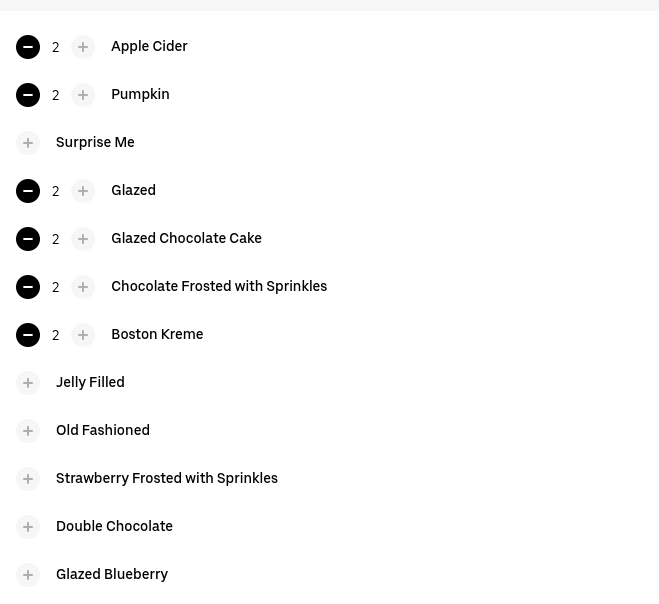 2 Apple Cider
2 Pumpkin
Surprise Me
2 Glazed
2 Glazed Chocolate Cake
2 Chocolate Frosted with Sprinkles
2 Boston Kreme
Jelly Filled
Old Fashioned
Strawberry Frosted with Sprinkles
Double Chocolate
Glazed Blueberry